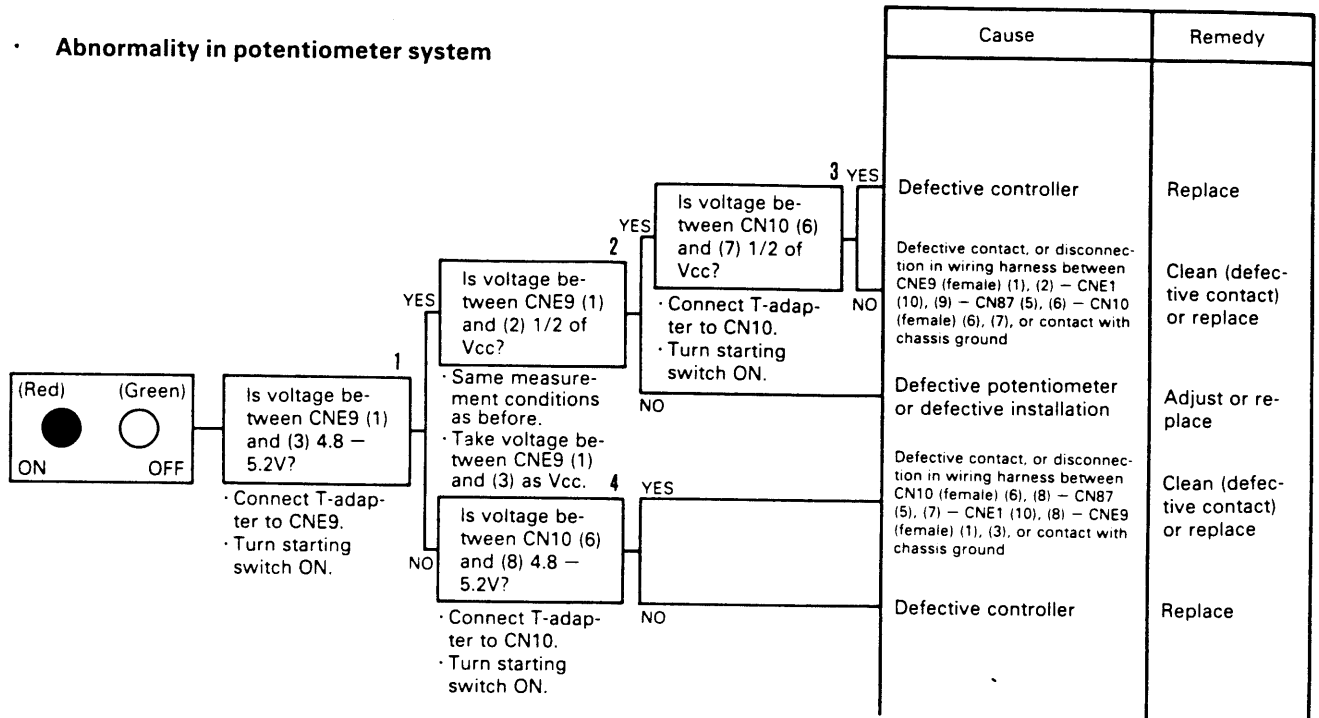 · Abnormality in potentiometer system
Cause
Remedy
(Red)
(Green)
ON
OFF
1
Is voltage be-
tween CNE9 (1)
and (3) 4.8 –
5.2V?
· Connect T-adap-
ter to CNE9.
· Turn starting
switch ON.
YES
2
Is voltage be-
tween CNE9 (1)
and (2) 1/2 of
Vcc?
· Same measure-
ment conditions
as before.
· Take voltage be-
tween CNE9 (1)
and (3) as Vcc.
YES
3
Is voltage be-
tween CN10 (6)
and (7) 1/2 of
Vcc?
· Connect T-adap-
ter to CN10.
· Turn starting
switch ON.
YES
Defective controller
Replace
NO
Defective contact, or disconnec-
tion in wiring harness between
CNE9 (female) (1), (2) – CNE1
(10), (9) – CN87 (5), (6) – CN10
(female) (6), (7), or contact with
chassis ground
Clean (defec-
tive contact)
or replace
NO
Defective potentiometer
or defective installation
Adjust or re-
place
NO
4
Is voltage be-
tween CN10 (6)
and (8) 4.8 –
5.2V?
· Connect T-adap-
ter to CN10.
· Turn starting
switch ON.
YES
Defective contact, or disconnec-
tion in wiring harness between
CN10 (female) (6), (8) – CN87
(5), (7) – CNE1 (10), (8) – CNE9
(female) (1), (3), or contact with
chassis ground
Clean (defec-
tive contact)
or replace
NO
Defective controller
Replace